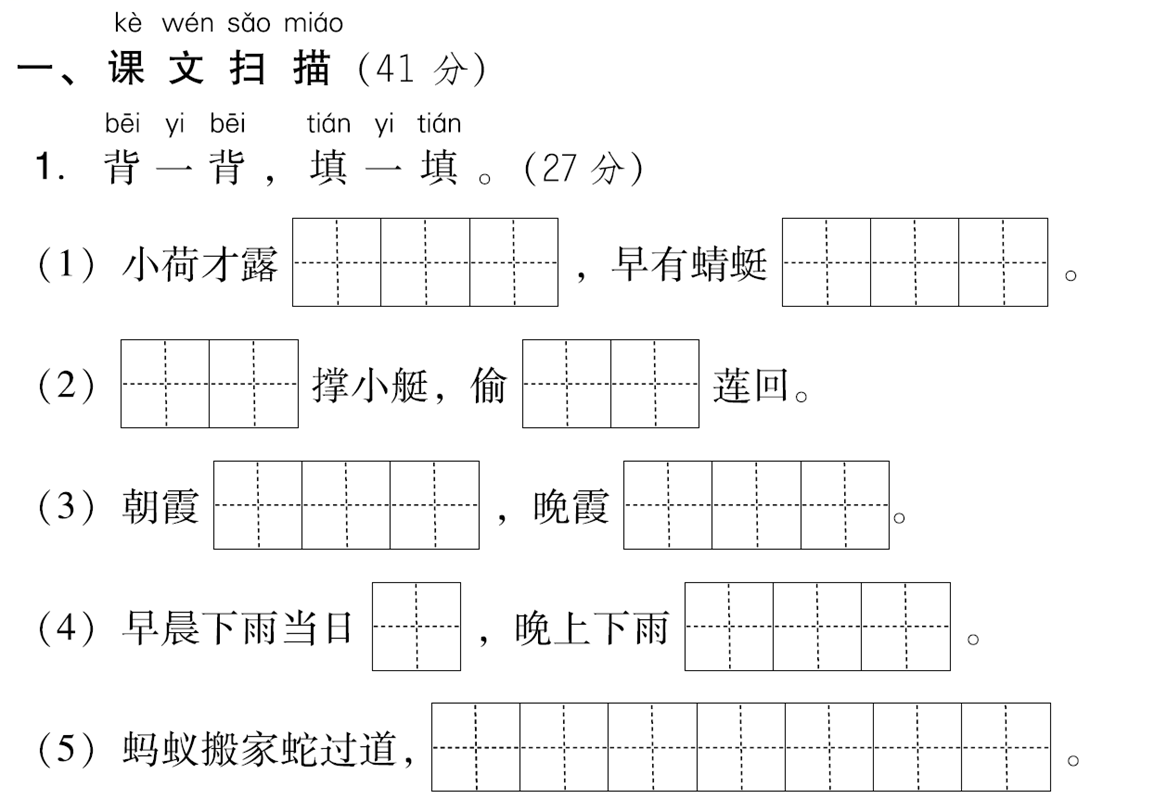 kè wén sǎo miáo
一、课文扫描(41 分)
bēi yi bēi tián yi tián
1. 背一背,填一填。(27 分)
(1) 小荷才露 ,早有蜻蜓 。
(2) 撑小艇,偷 莲回。
(3) 朝霞 ,晚霞 。
(4) 早晨下雨当日 ,晚上下雨 。
(5) 蚂蚁搬家蛇过道, 。